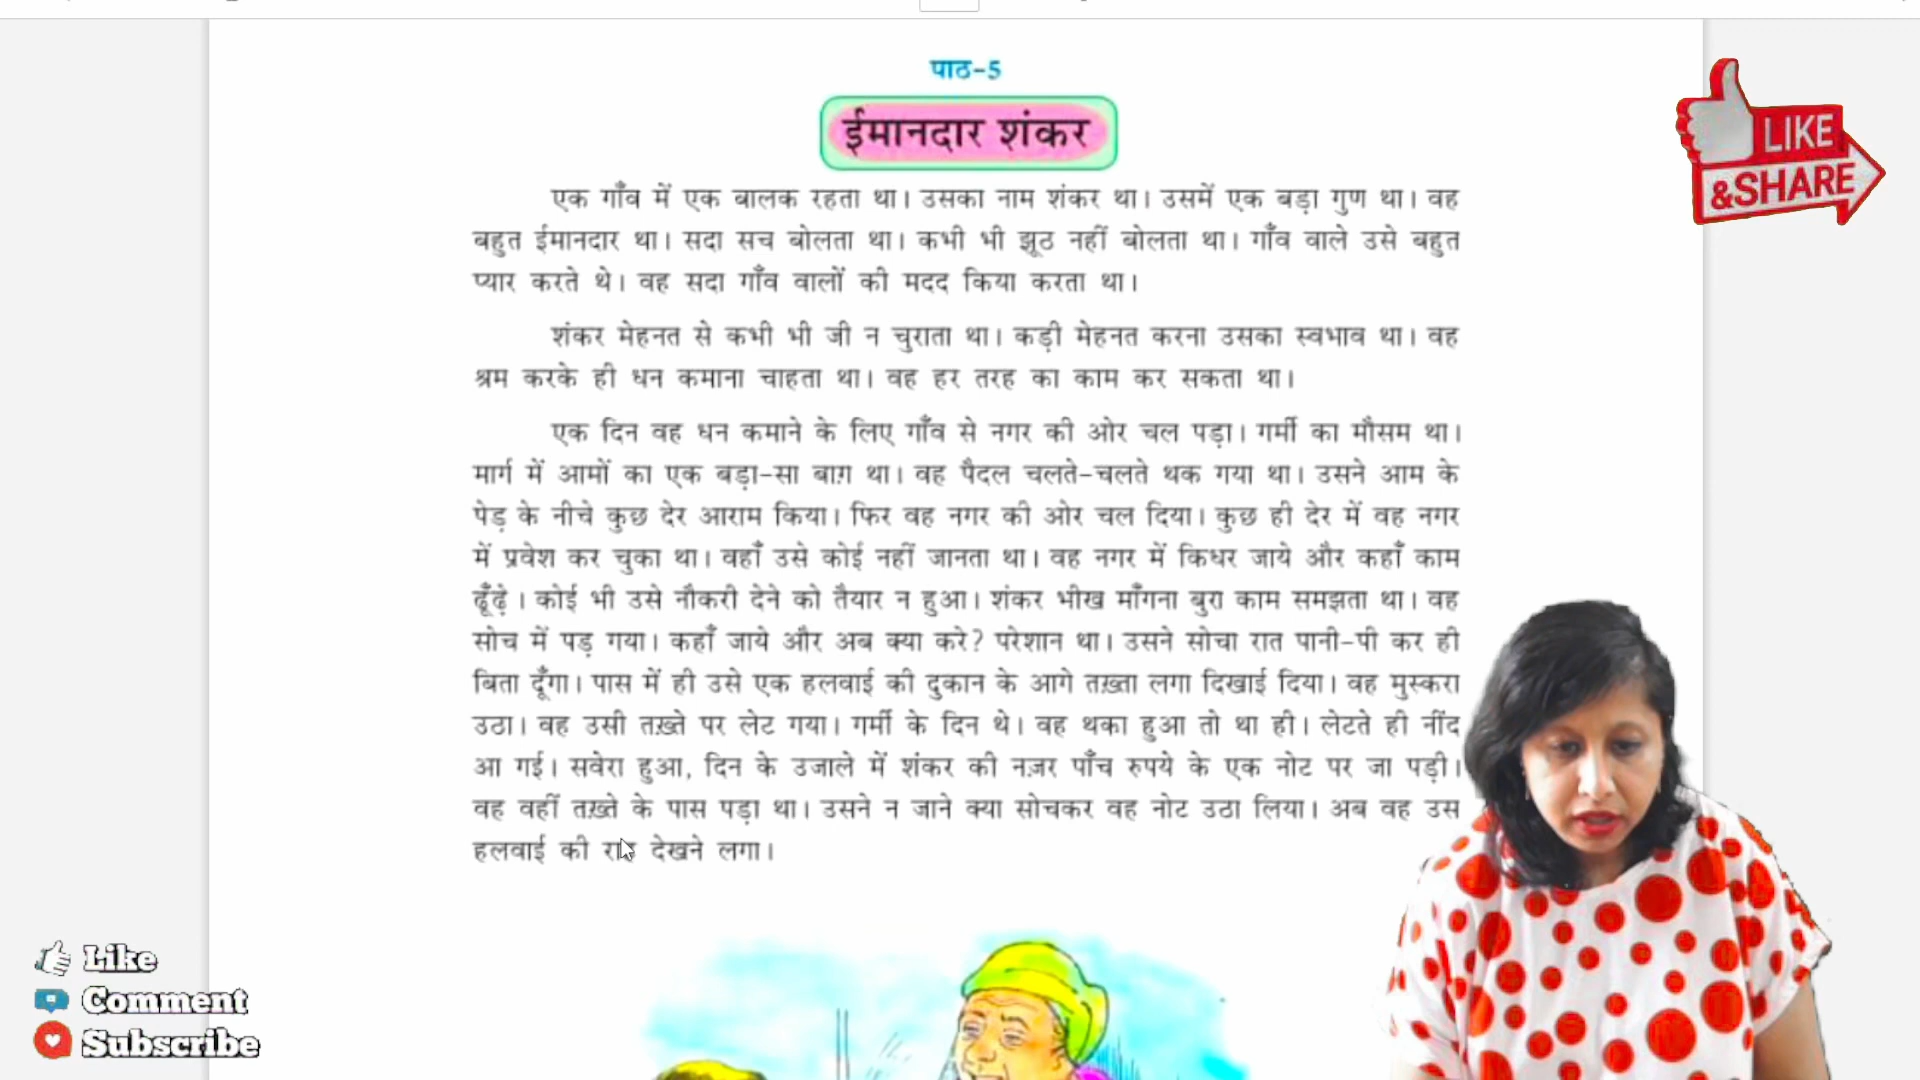 पाठ-5
ईमानदार शंकर
एक गाँव में एक बालक रहता था। उसका नाम शंकर था। उसमें एक बड़ा गुण था। वह
बहुत ईमानदार था। सदा सच बोलता था। कभी भी झूठ नहीं बोलता था। गाँव वाले उसे बहुत
प्यार करते थे। वह सदा गाँव वालों की मदद किया करता था।
शंकर मेहनत से कभी भी जी न चुराता था। कड़ी मेहनत करना उसका स्वभाव था। वह
श्रम करके ही धन कमाना चाहता था। वह हर तरह का काम कर सकता था।
एक दिन वह धन कमाने के लिए गाँव से नगर की ओर चल पड़ा। गर्मी का मौसम था।
मार्ग में आमों का एक बड़ा-सा बाग़ था। वह पैदल चलते-चलते थक गया था। उसने आम के
पेड़ के नीचे कुछ देर आराम किया। फिर वह नगर की ओर चल दिया। कुछ ही देर में वह नगर
में प्रवेश कर चुका था। वहाँ उसे कोई नहीं जानता था। वह नगर में किधर जाये और कहाँ काम
ढूँढ़े। कोई भी उसे नौकरी देने को तैयार न हुआ। शंकर भीख माँगना बुरा काम समझता था। वह
सोच में पड़ गया। कहाँ जाये और अब क्या करे? परेशान था। उसने सोचा रात पानी-पी कर ही
बिता दूँगा। पास में ही उसे एक हलवाई की दुकान के आगे तख़्ता लगा दिखाई दिया। वह मुस्करा
उठा। वह उसी तख़्ते पर लेट गया। गर्मी के दिन थे। वह थका हुआ तो था ही। लेटते ही नींद
आ गई। सवेरा हुआ, दिन के उजाले में शंकर की नज़र पाँच रुपये के एक नोट पर जा पड़ी।
वह वहीं तख़्ते के पास पड़ा था। उसने न जाने क्या सोचकर वह नोट उठा लिया। अब वह उस
हलवाई की राह देखने लगा।
LIKE
&SHARE
Like
Comment
Subscribe